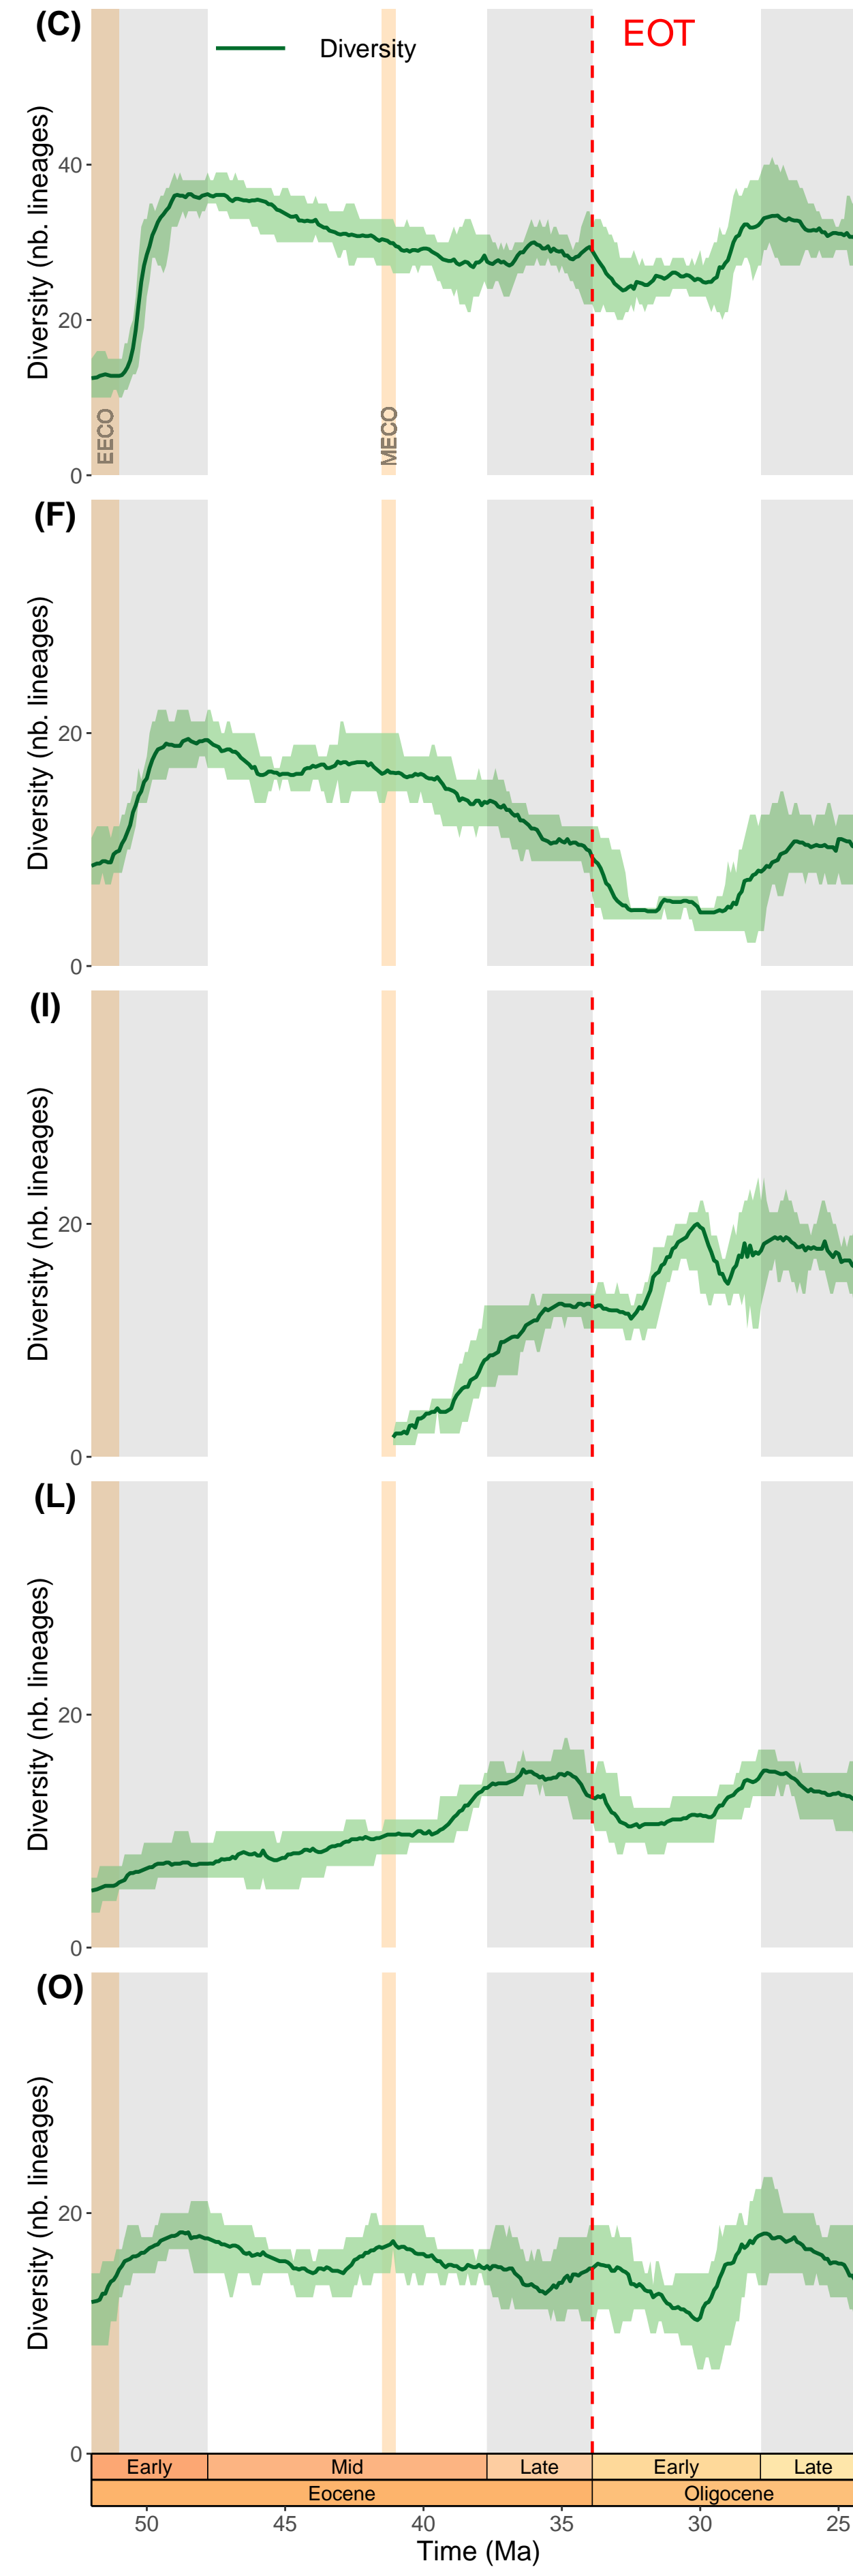 (C)
Diversity
EOT
Diversity (nb. lineages)
40
20
0
EECO
MECO
(F)
Diversity (nb. lineages)
20
0
(I)
Diversity (nb. lineages)
20
0
(L)
Diversity (nb. lineages)
20
0
(O)
Diversity (nb. lineages)
20
0
Early Mid Late Early Late
Eocene Oligocene
50 45 40 35 30 25
Time (Ma)